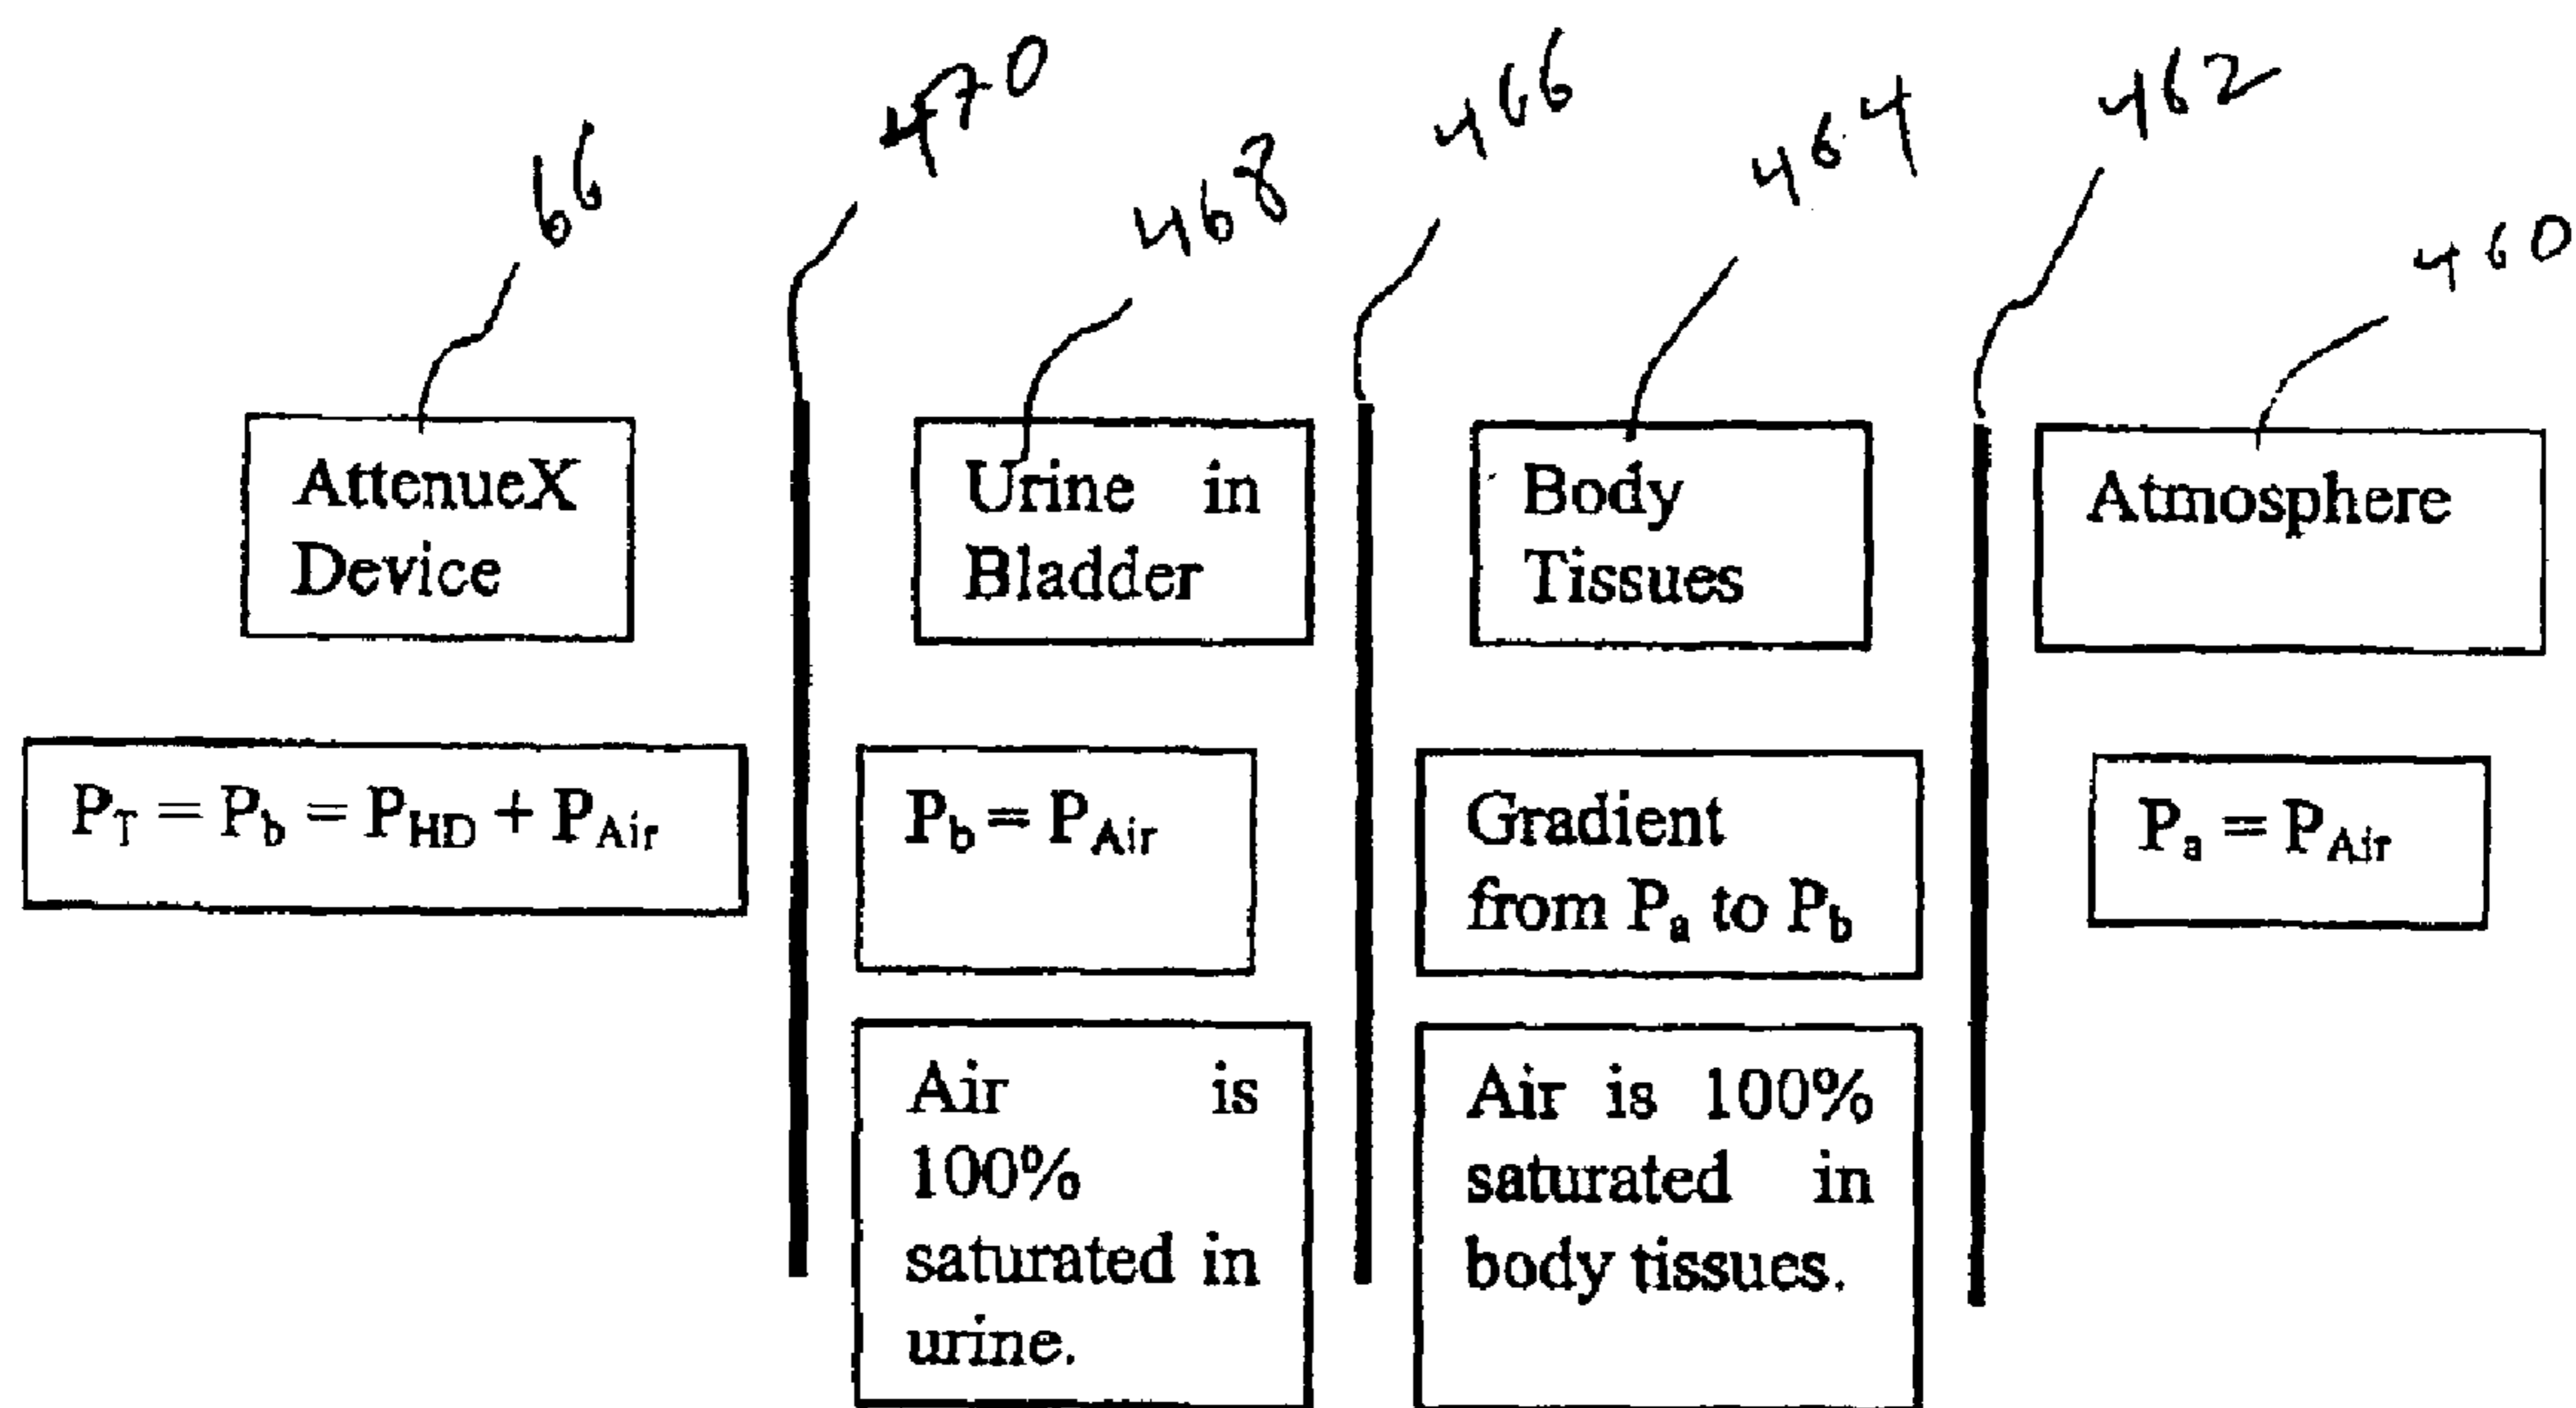 66
470
468
466
464
462
460
AttenueX
Device
Urine in
Bladder
Body
Tissues
Atmosphere
P_T = P_b = P_HD + P_Air
P_b = P_Air
Gradient
from P_a to P_b
P_a = P_Air
Air is
100%
saturated in
urine.
Air is 100%
saturated in
body tissues.